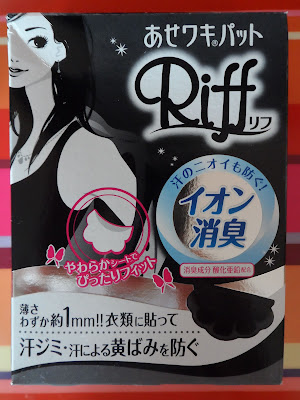 あせワキ®パット
Riff
リフ
汗のニオイも防ぐ!
イオン
消臭
消臭成分 酸化亜鉛配合
やわらかシートで
ぴったりフィット
薄さ
わずか約1mm!!衣類に貼って
汗ジミ・汗による黄ばみを防ぐ